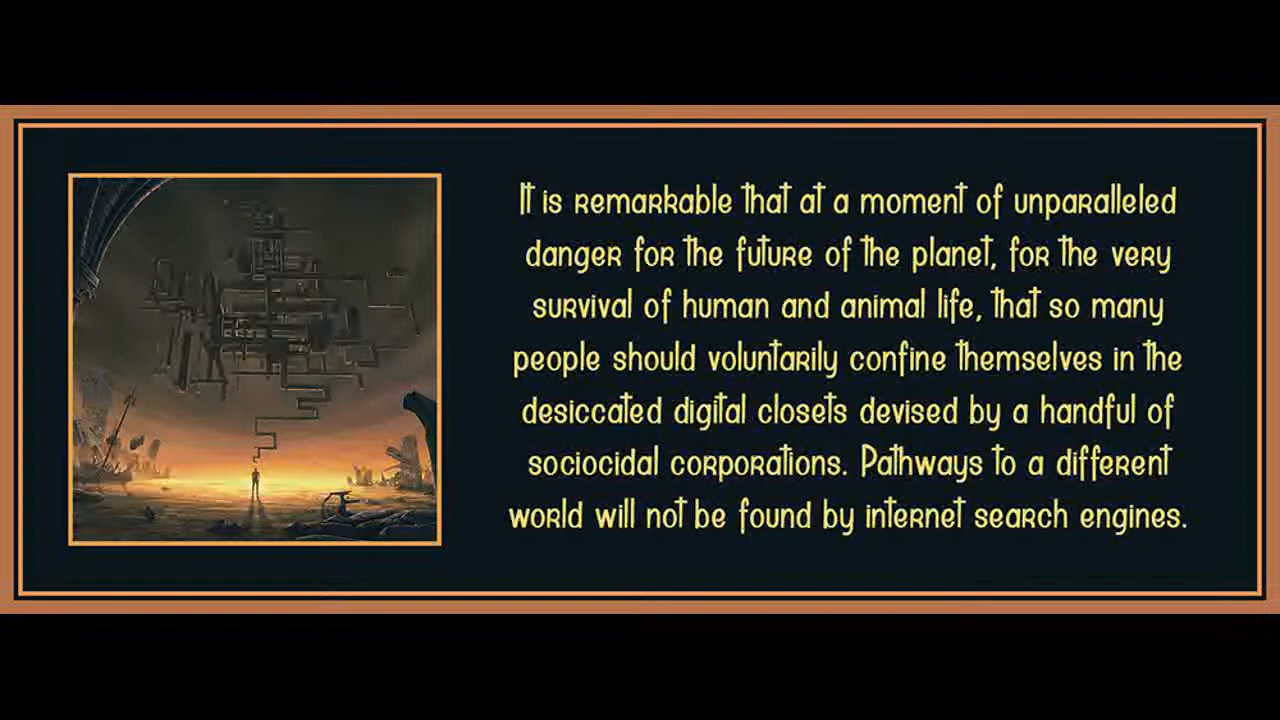 It is remarkable that at a moment of unparalleled
danger for the future of the planet, for the very
survival of human and animal life, that so many
people should voluntarily confine themselves in the
desiccated digital closets devised by a handful of
sociocidal corporations. Pathways to a different
world will not be found by internet search engines.